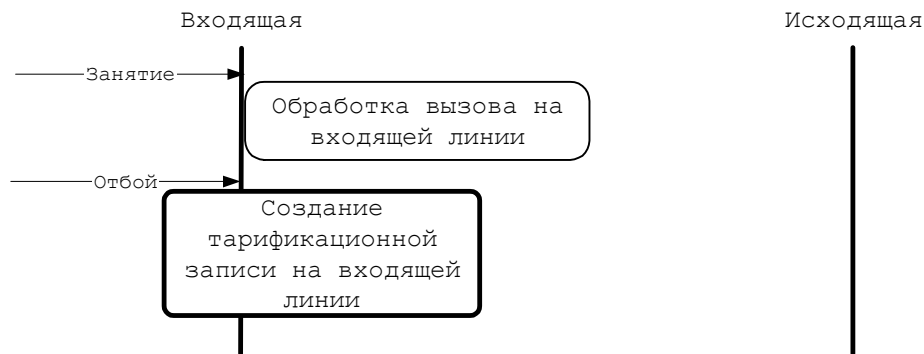 Входящая
Исходящая
Занятие
Обработка вызова на
входящей линии
Отбой
Создание
тарификационной
записи на входящей
линии